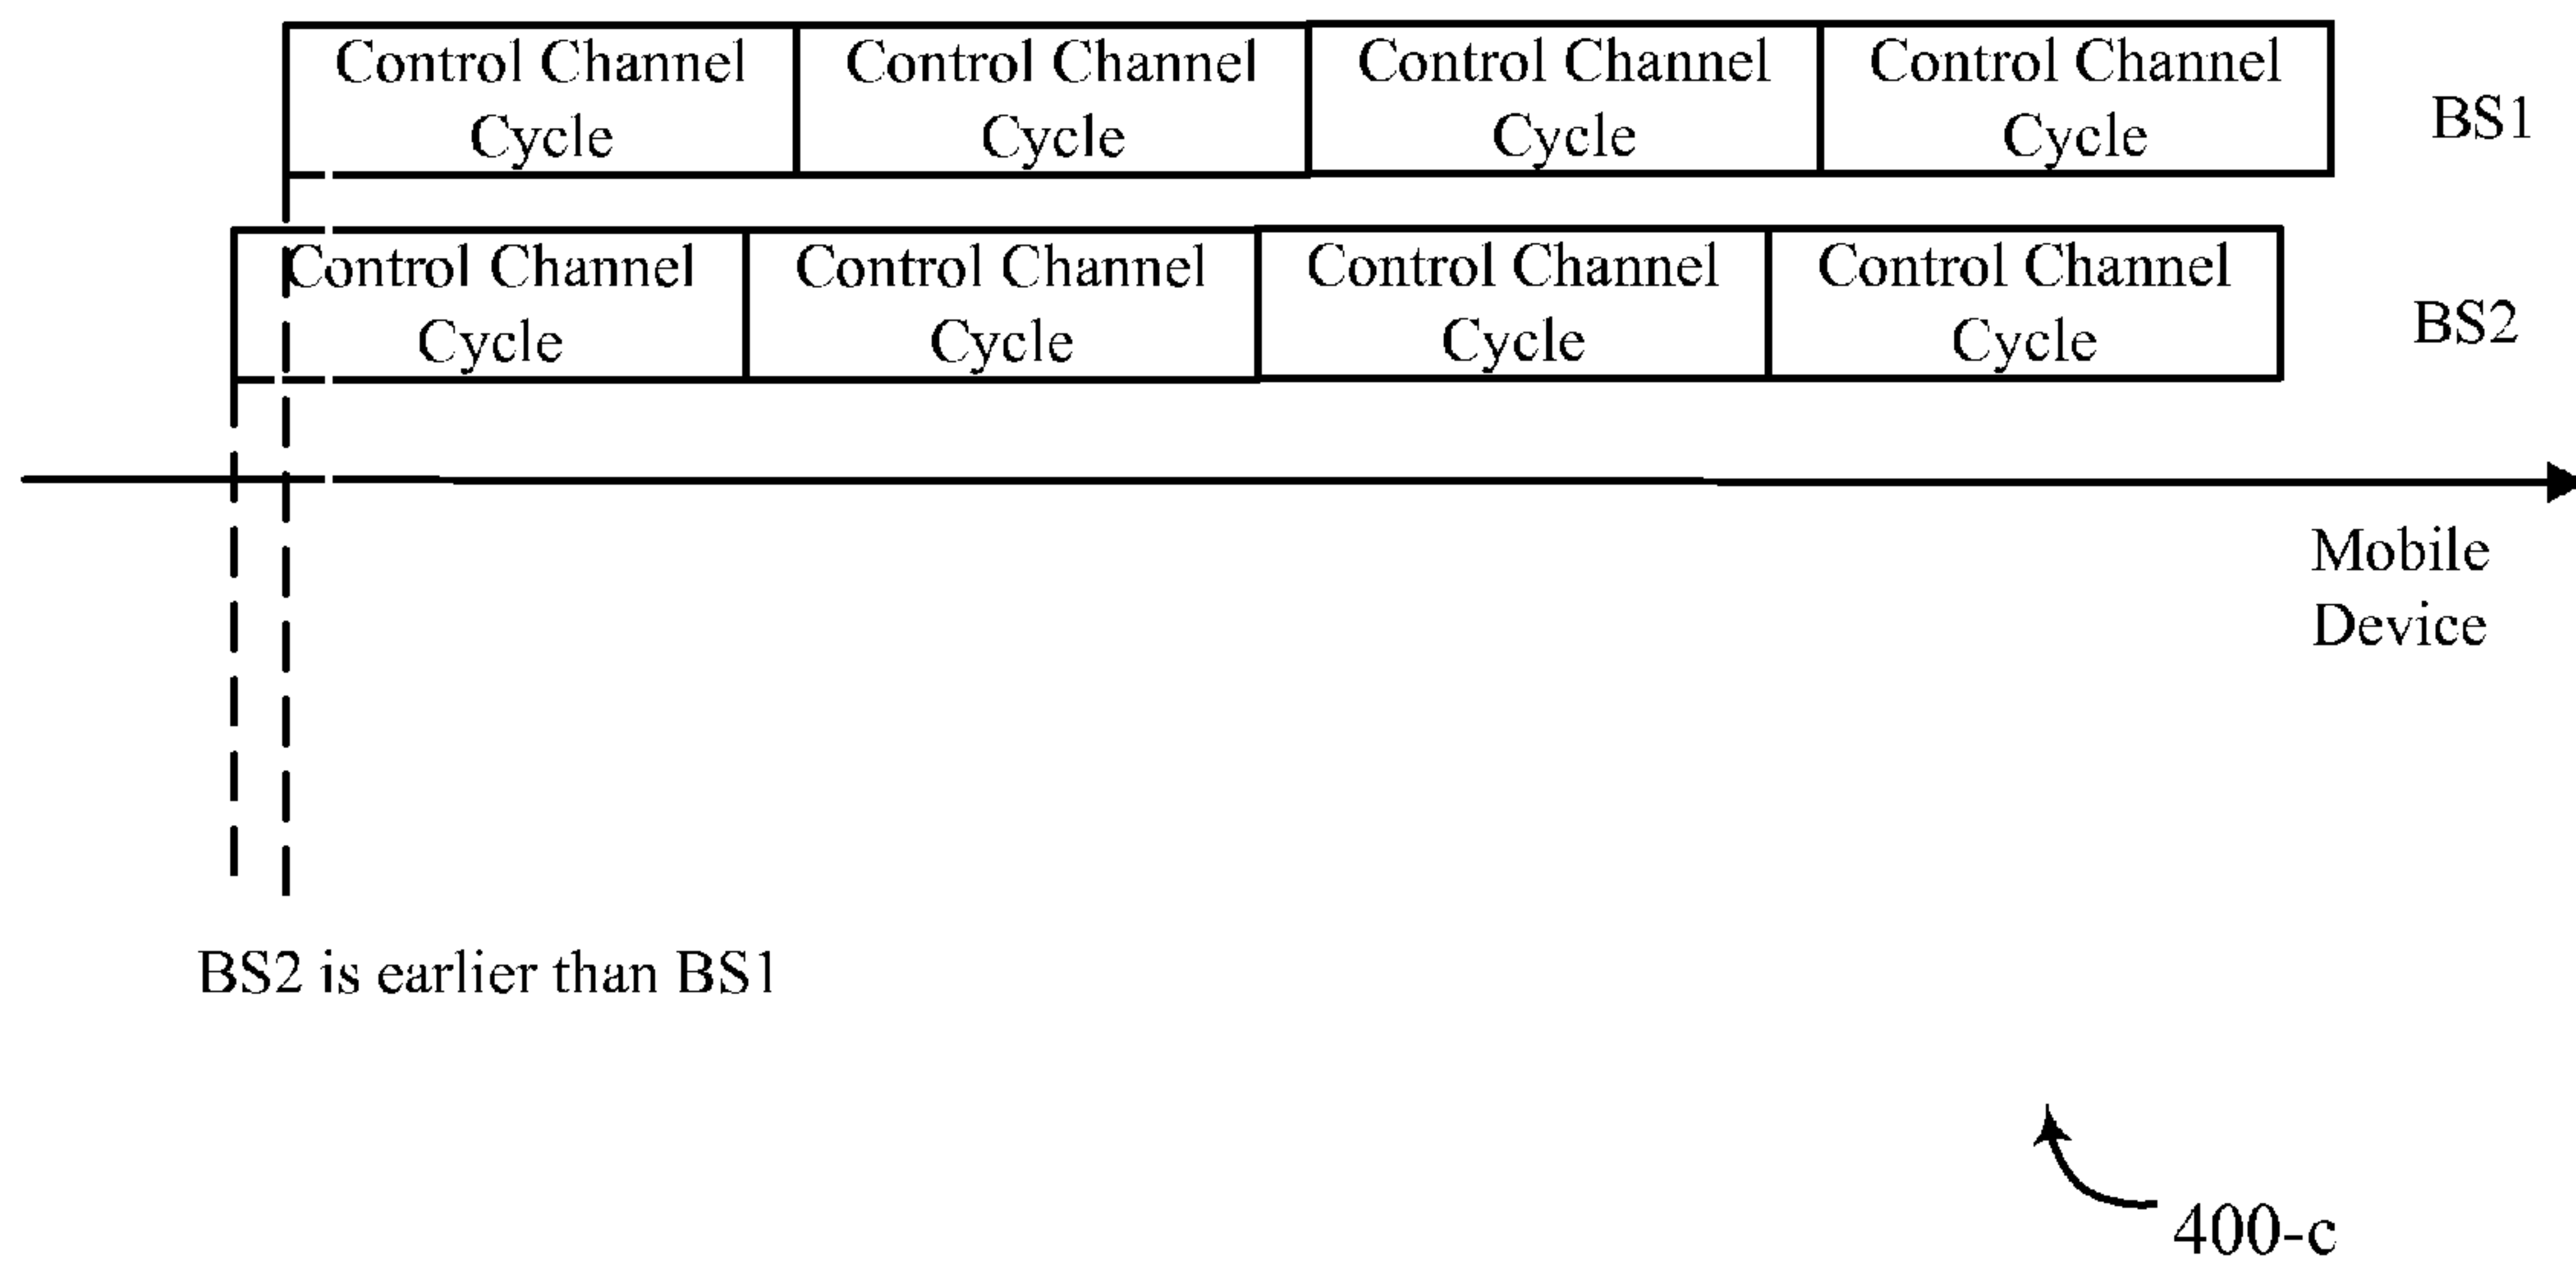 Control Channel Cycle
Control Channel Cycle
Control Channel Cycle
Control Channel Cycle
BS1
Control Channel Cycle
Control Channel Cycle
Control Channel Cycle
Control Channel Cycle
BS2
Mobile
Device
BS2 is earlier than BS1
400-c